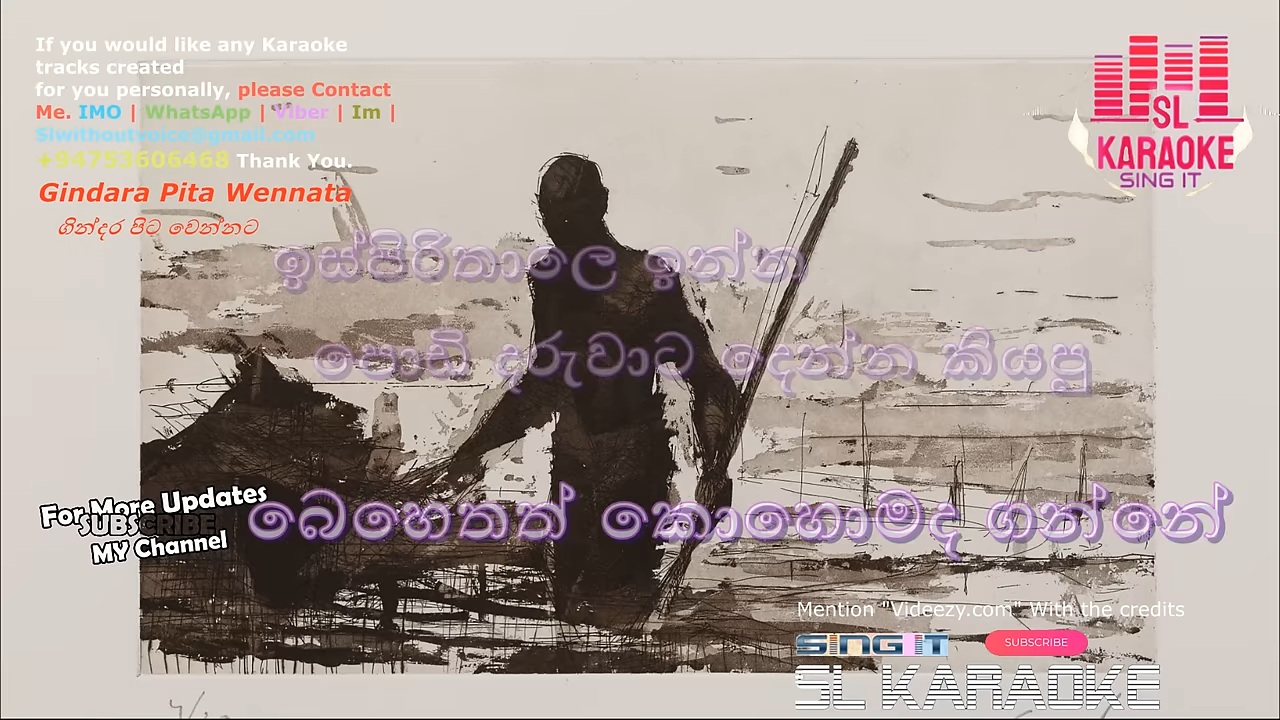 If you would like any Karaoke
tracks created
for you personally, please Contact
Me. IMO | WhatsApp | Viber | Im |
Slwithoutvoice@gmail.com
+94753606468 Thank You.
Gindara Pita Wennata
ගින්දර පිට වෙන්නට
SL
KARAOKE
SING IT
ඉස්පිරිතාලෙ ඉන්න
පොඩි දරුවාට දෙන්න කියපු
For More Updates
SUBSCRIBE
MY Channel
බෙහෙතත් කොහොමද ගන්නේ
Mention "Videezy.com" With the credits
SINGIT
SUBSCRIBE
SL KARAOKE